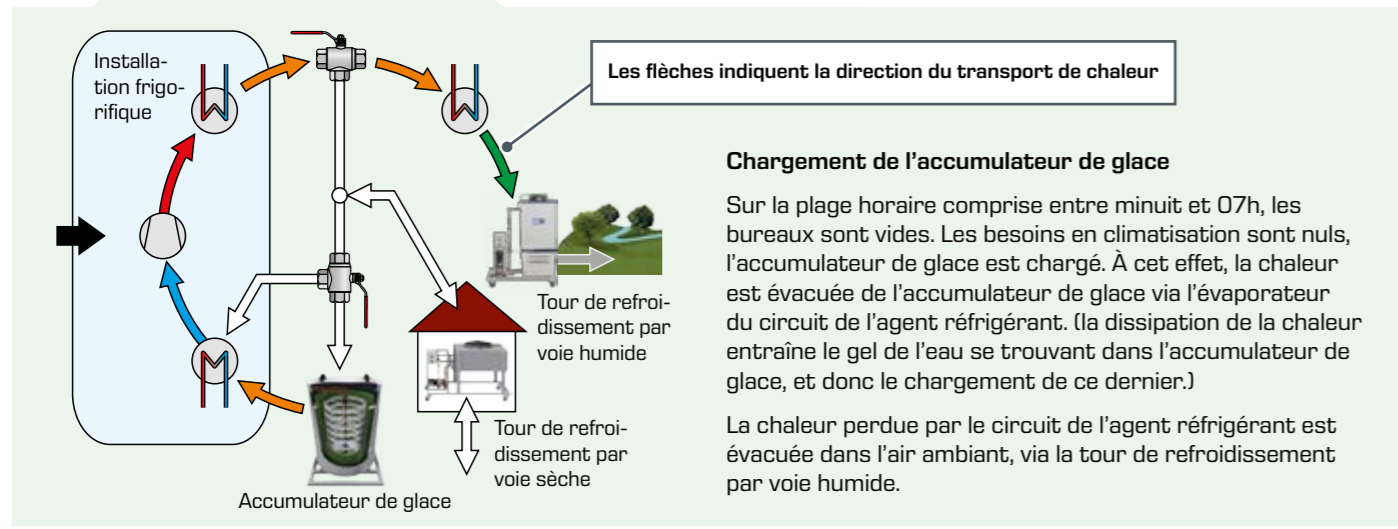 Installa-
tion frigo-
rifique
Les flèches indiquent la direction du transport de chaleur
Tour de refroi-
dissement par
voie humide
Tour de refroi-
dissement par
voie sèche
Accumulateur de glace
Chargement de l’accumulateur de glace
Sur la plage horaire comprise entre minuit et 07h, les
bureaux sont vides. Les besoins en climatisation sont nuls,
l’accumulateur de glace est chargé. À cet effet, la chaleur
est évacuée de l’accumulateur de glace via l’évaporateur
du circuit de l’agent réfrigérant. (la dissipation de la chaleur
entraîne le gel de l’eau se trouvant dans l’accumulateur de
glace, et donc le chargement de ce dernier.)
La chaleur perdue par le circuit de l’agent réfrigérant est
évacuée dans l’air ambiant, via la tour de refroidissement
par voie humide.